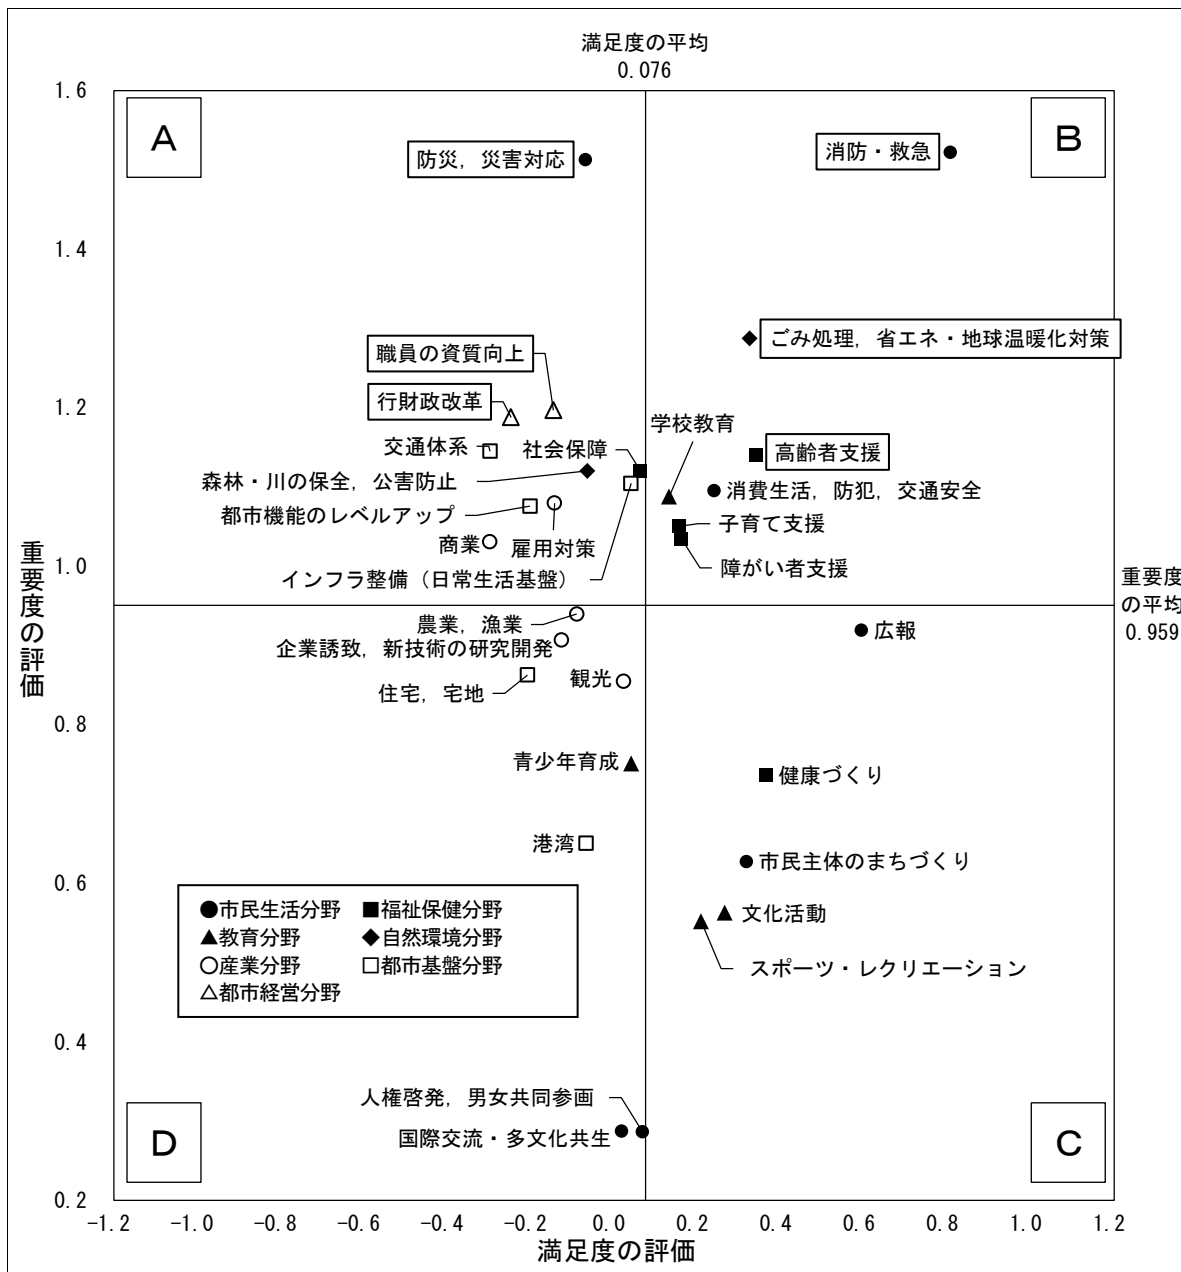 満足度の平均
0.076
1.6
1.4
1.2
1.0
0.8
0.6
0.4
0.2
重要度の評価
A
B
防災，災害対応
消防・救急
ごみ処理，省エネ・地球温暖化対策
職員の資質向上
行財政改革
学校教育
交通体系
社会保障
高齢者支援
森林・川の保全，公害防止
消費生活，防犯，交通安全
都市機能のレベルアップ
子育て支援
商業
雇用対策
障がい者支援
インフラ整備（日常生活基盤）
重要度
の平均
0.959
農業，漁業
広報
企業誘致，新技術の研究開発
住宅，宅地
観光
青少年育成
健康づくり
港湾
市民主体のまちづくり
●市民生活分野 ■福祉保健分野
▲教育分野 ◆自然環境分野
○産業分野 □都市基盤分野
△都市経営分野
文化活動
スポーツ・レクリエーション
人権啓発，男女共同参画
国際交流・多文化共生
D
C
-1.2 -1.0 -0.8 -0.6 -0.4 -0.2 0.0 0.2 0.4 0.6 0.8 1.0 1.2
満足度の評価